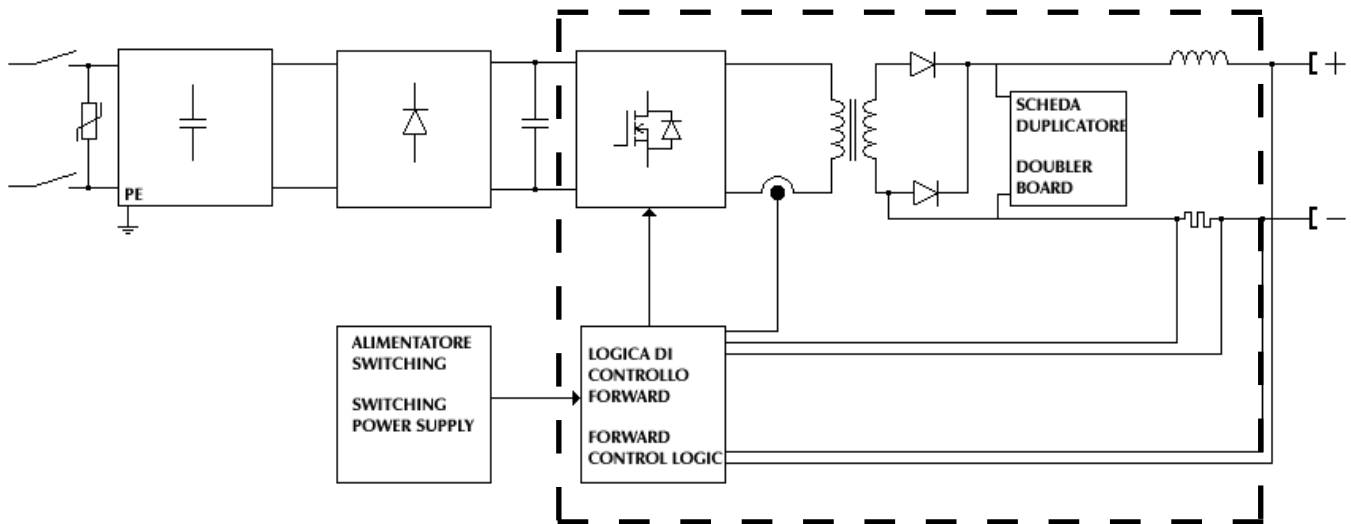 PE
SCHEDA
DUPLICATORE
DOUBLER
BOARD
+
−
ALIMENTATORE
SWITCHING
SWITCHING
POWER SUPPLY
LOGICA DI
CONTROLLO
FORWARD
FORWARD
CONTROL LOGIC